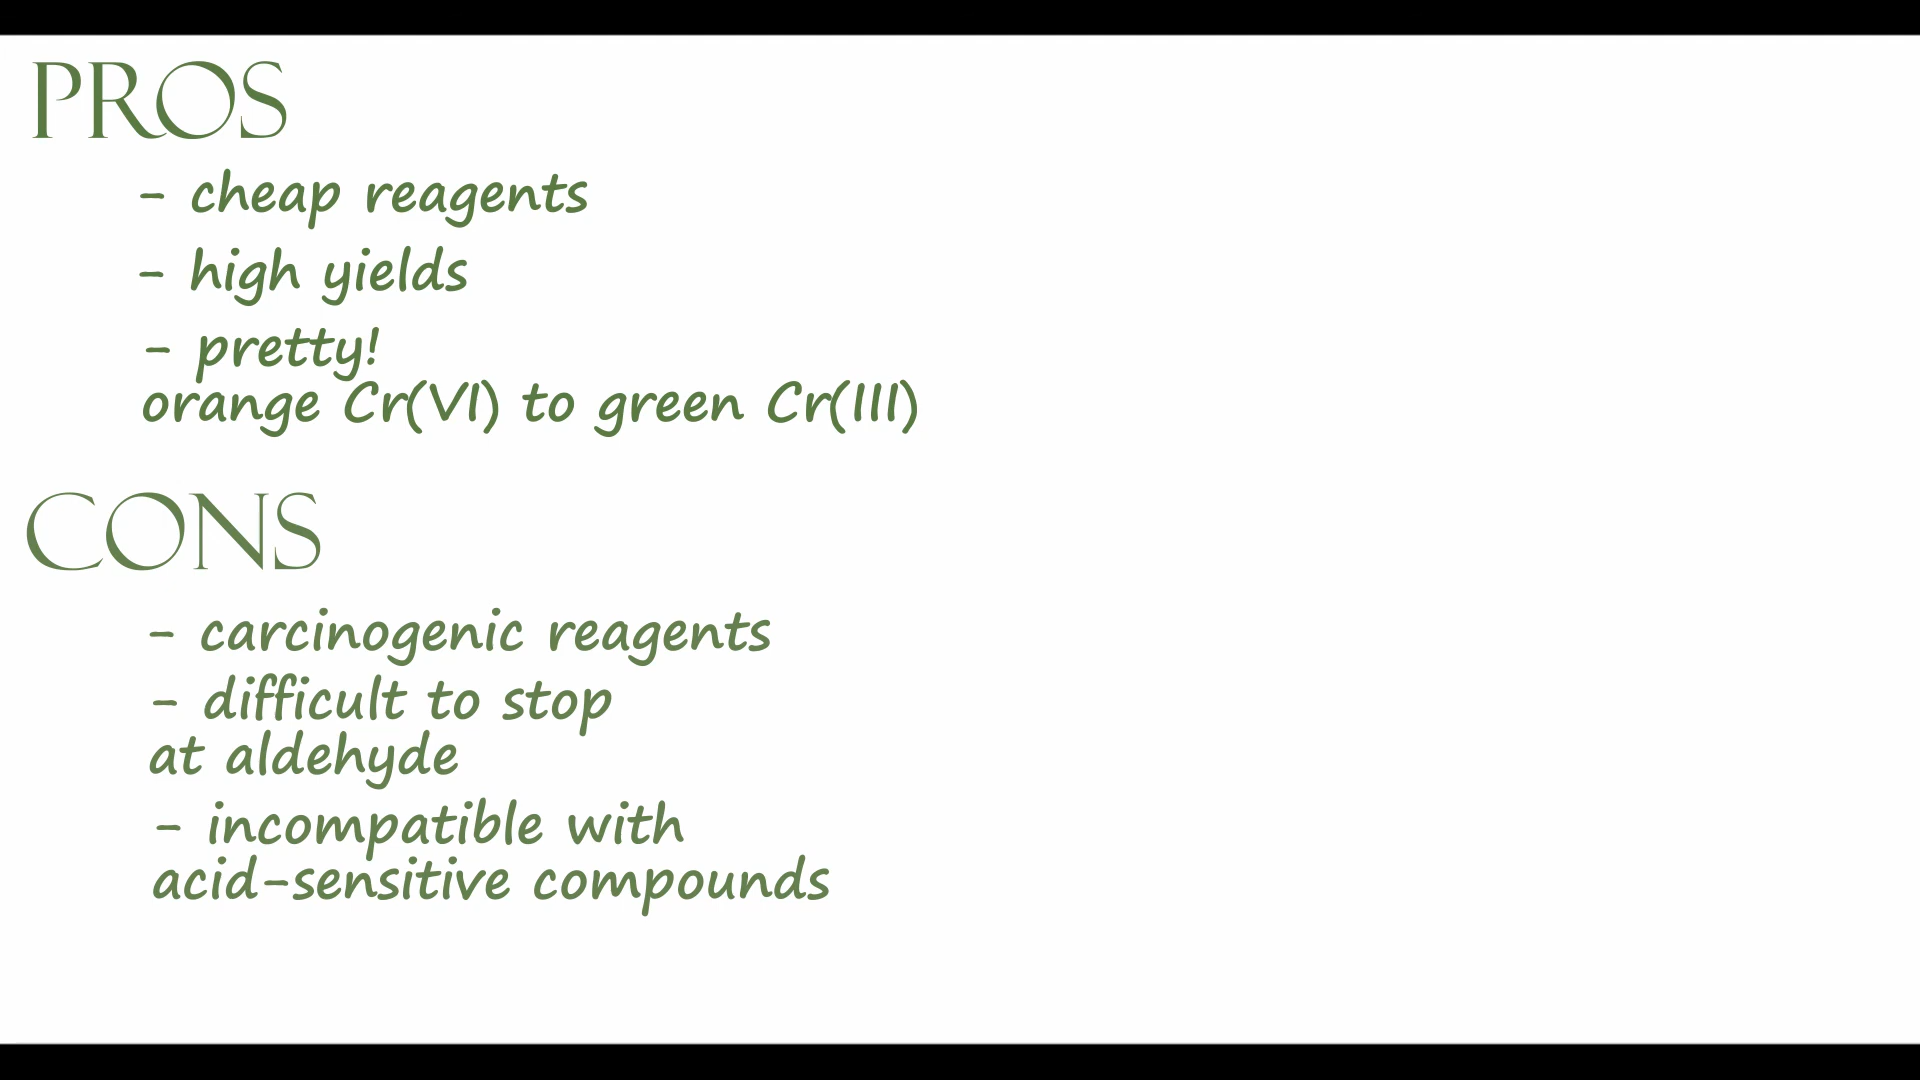 PROS
- cheap reagents
- high yields
- pretty!
orange Cr(VI) to green Cr(III)
CONS
- carcinogenic reagents
- difficult to stop
at aldehyde
- incompatible with
acid-sensitive compounds